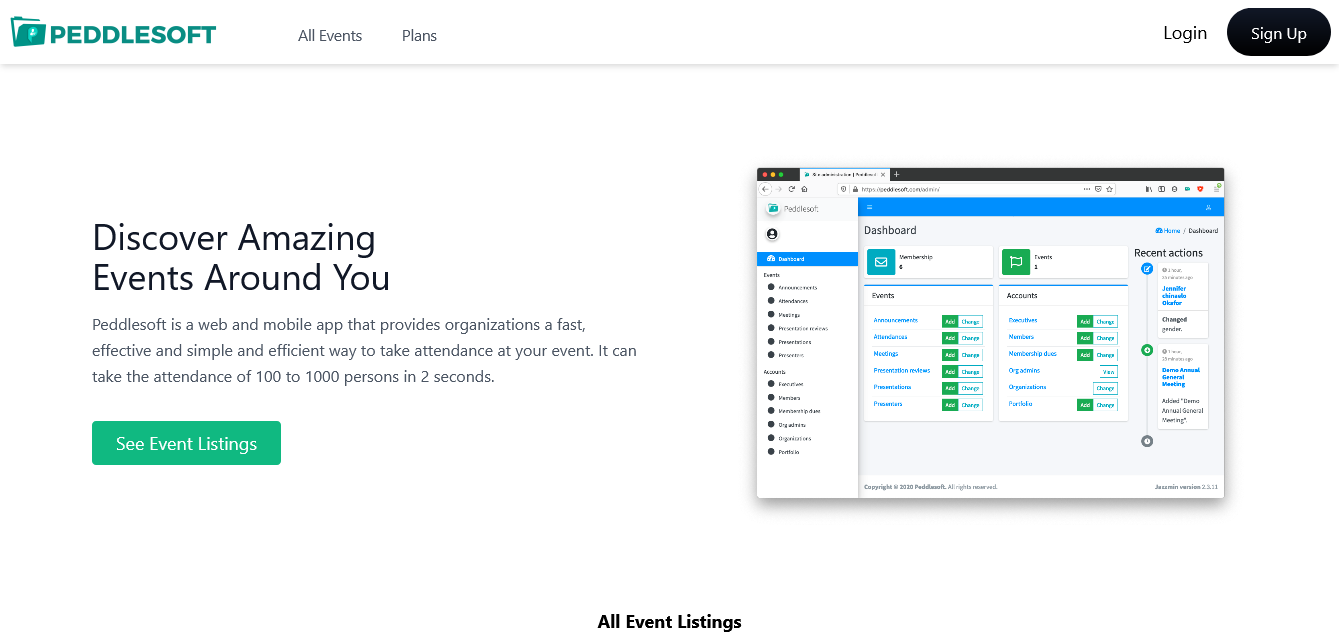 PEDDLESOFT
All Events
Plans
Login
Sign Up
Discover Amazing
Events Around You
Peddlesoft is a web and mobile app that provides organizations a fast,
effective and simple and efficient way to take attendance at your event. It can
take the attendance of 100 to 1000 persons in 2 seconds.
See Event Listings
https://peddlesoft.com/admin/
Peddlesoft
Dashboard
Events
Announcements
Attendances
Meetings
Presentation reviews
Presentations
Presenters
Accounts
Executives
Members
Membership dues
Org admins
Organizations
Portfolio
Dashboard
Home / Dashboard
Membership
6
Events
1
Events
Announcements Add Change
Attendances Add Change
Meetings Add Change
Presentation reviews Add Change
Presentations Add Change
Presenters Add Change
Accounts
Executives Add Change
Members Add Change
Membership dues Add Change
Org admins View
Organizations Change
Portfolio Add Change
Recent actions
1 hour,
Jennifer
chinaelo
Okafor
Changed
gender.
1 hour,
Demo Annual
General
Meeting
Added "Demo
Annual General
Meeting".
Copyright © 2020 Peddlesoft. All rights reserved.
Jazzmin version 2.3.11
All Event Listings